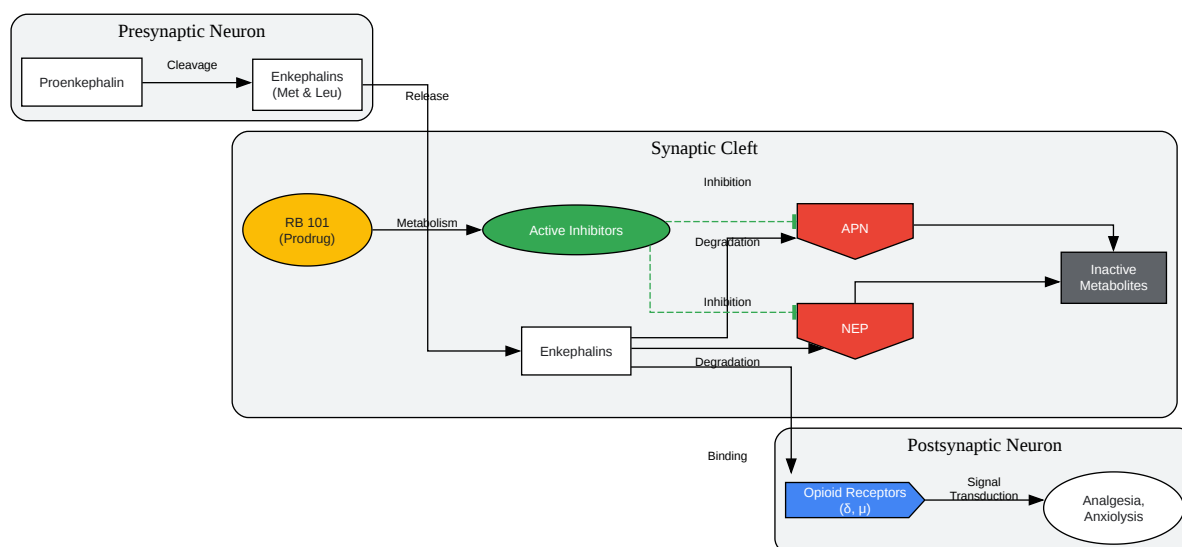 Presynaptic Neuron
Proenkephalin
Cleavage
Enkephalins
(Met & Leu)
Release
Synaptic Cleft
RB 101
(Prodrug)
Metabolism
Active Inhibitors
Inhibition
APN
Degradation
Inactive
Metabolites
Inhibition
NEP
Enkephalins
Degradation
Postsynaptic Neuron
Binding
Opioid Receptors
(δ, μ)
Signal
Transduction
Analgesia,
Anxiolysis